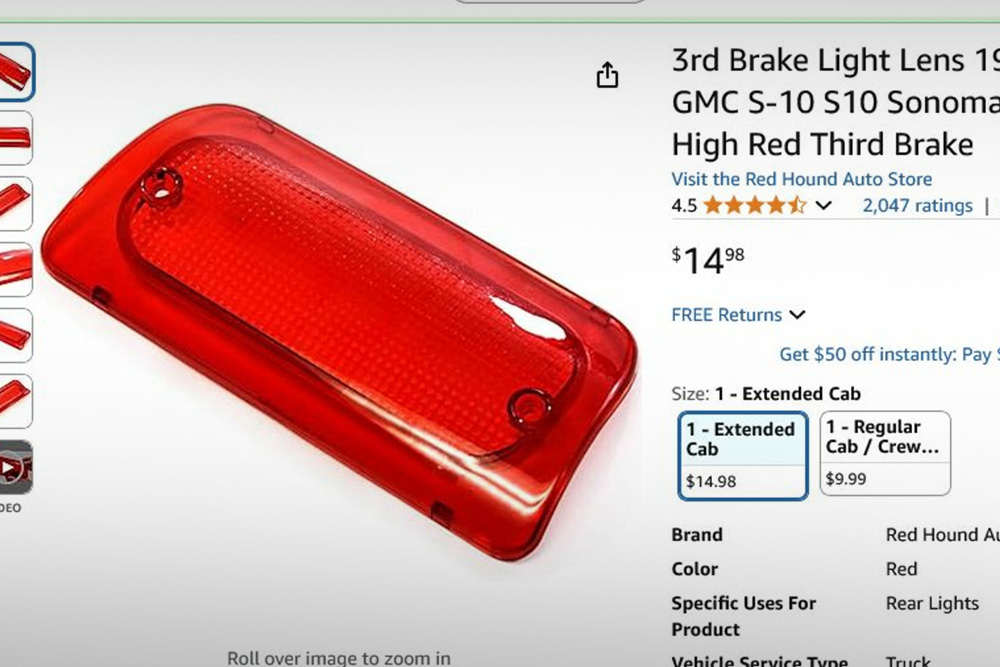 3rd Brake Light Lens
GMC S-10 S10 Sonoma
High Red Third Brake
Visit the Red Hound Auto Store
4.5 2,047 ratings |
$14 98
FREE Returns
Get $50 off instantly: Pay
Size: 1 - Extended Cab
1 - Extended
Cab
$14.98
1 - Regular
Cab / Crew...
$9.99
Brand Red Hound
Color Red
Specific Uses For Rear Lights
Product
Vehicle Service Type Truck
Roll over image to zoom in